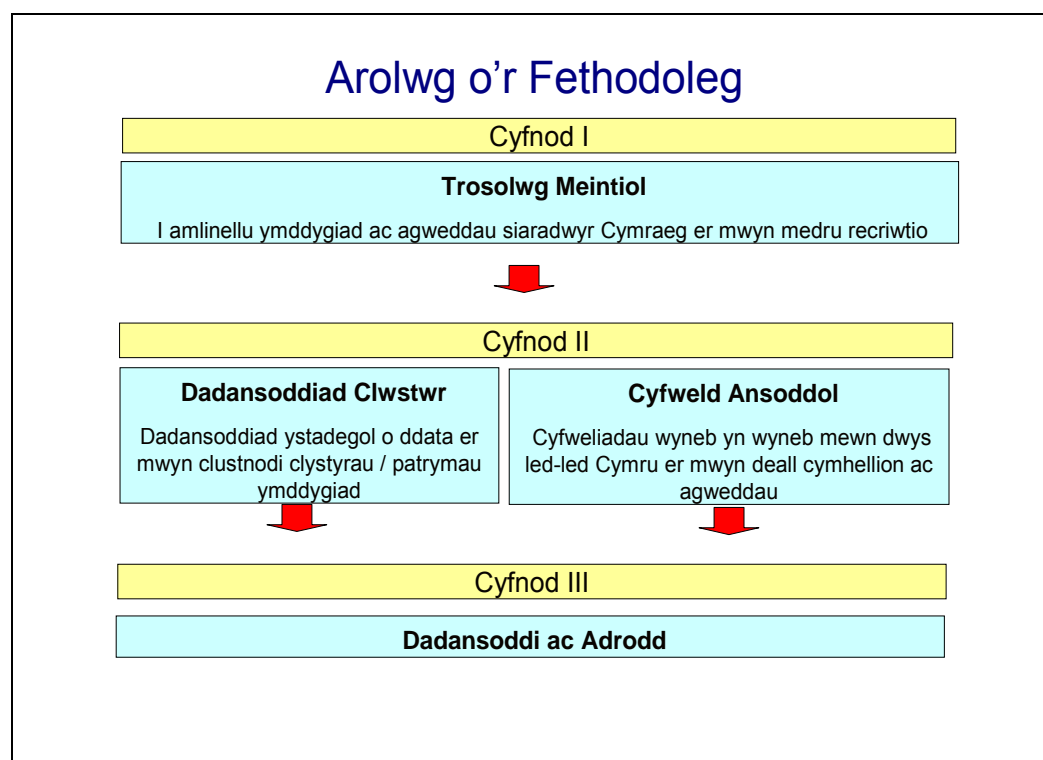 Arolwg o'r Fethodoleg
Cyfnod I
Trosolwg Meintiol
I amlinellu ymddygiad ac agweddau siaradwyr Cymraeg er mwyn medru recriwtio
Cyfnod II
Dadansoddiad Clwstwr
Dadansoddiad ystadegol o ddata er
mwyn clustnodi clystyrau / patrymau
ymddygiad
Cyfweld Ansoddol
Cyfweliadau wyneb yn wyneb mewn dwys
led-led Cymru er mwyn deall cymhellion ac
agweddau
Cyfnod III
Dadansoddi ac Adrodd